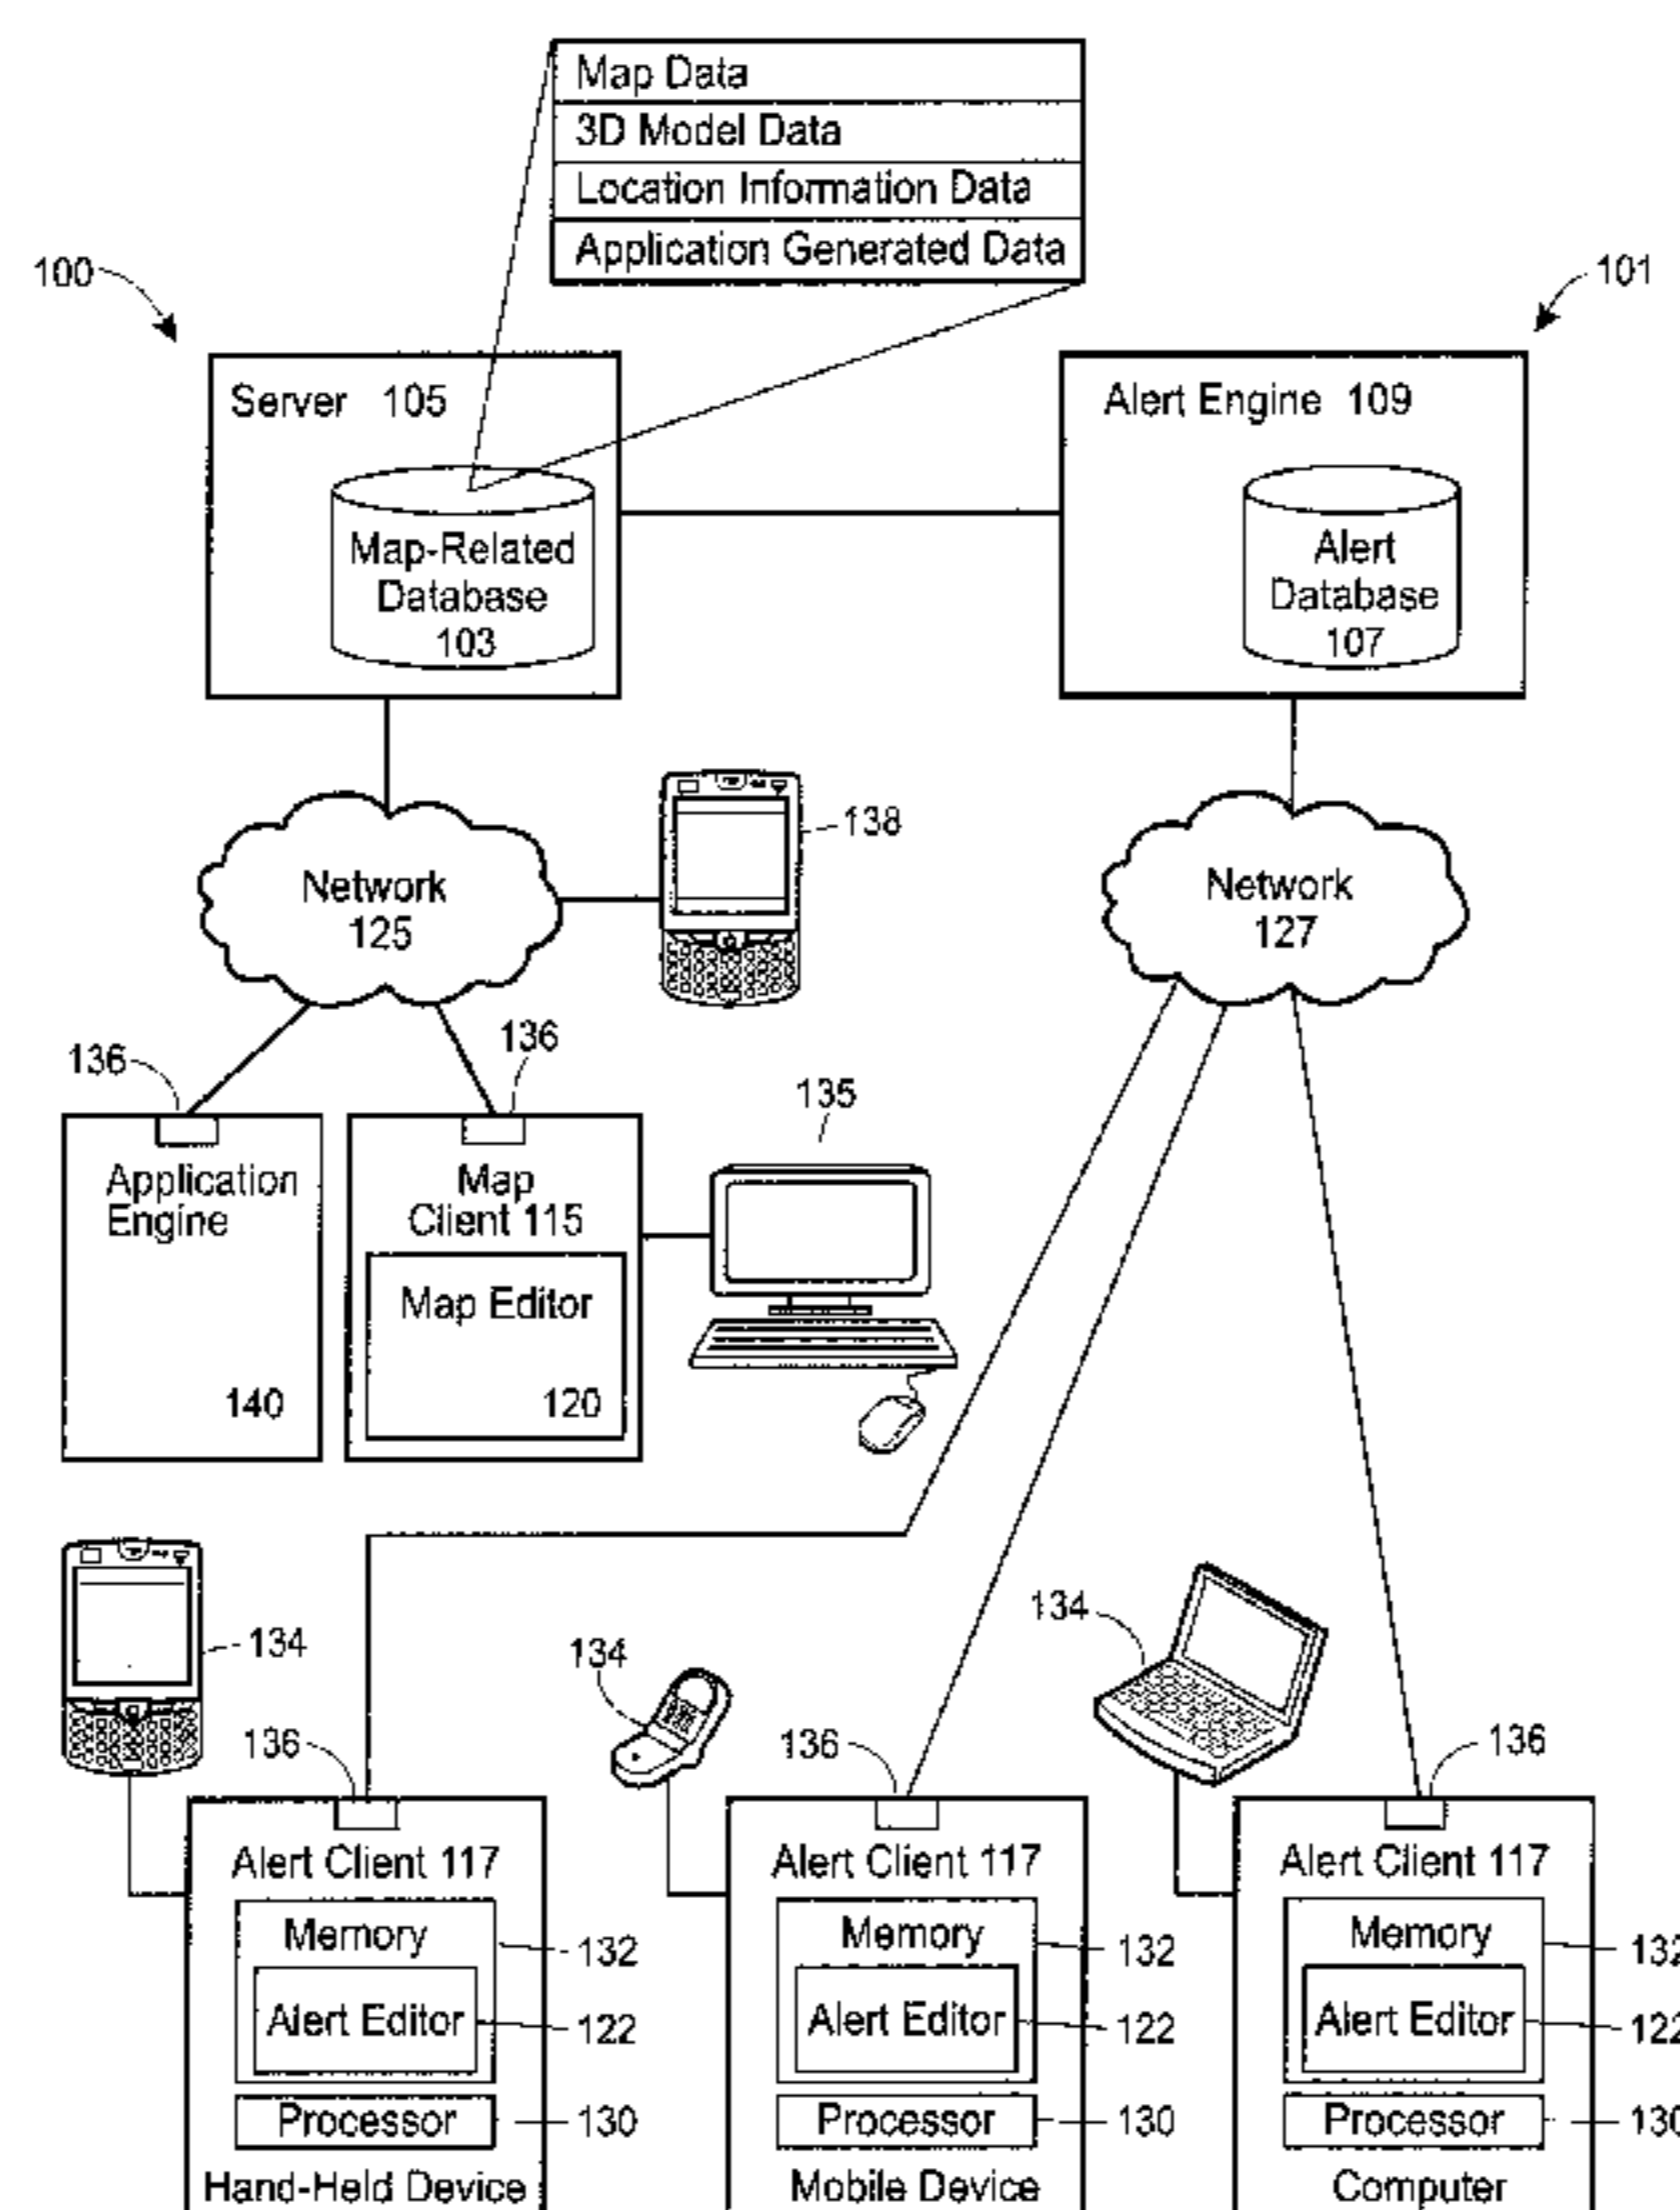 Map Data
3D Model Data
Location Information Data
Application Generated Data
100
101
Server 105
Map-Related
Database
103
Alert Engine 109
Alert
Database
107
Network
125
138
Network
127
136
136
135
Application
Engine
140
Map
Client 115
Map Editor
120
134
134
134
136
136
136
Alert Client 117
Memory
132
Alert Editor
122
Processor
130
Hand-Held Device
Alert Client 117
Memory
132
Alert Editor
122
Processor
130
Mobile Device
Alert Client 117
Memory
132
Alert Editor
122
Processor
130
Computer